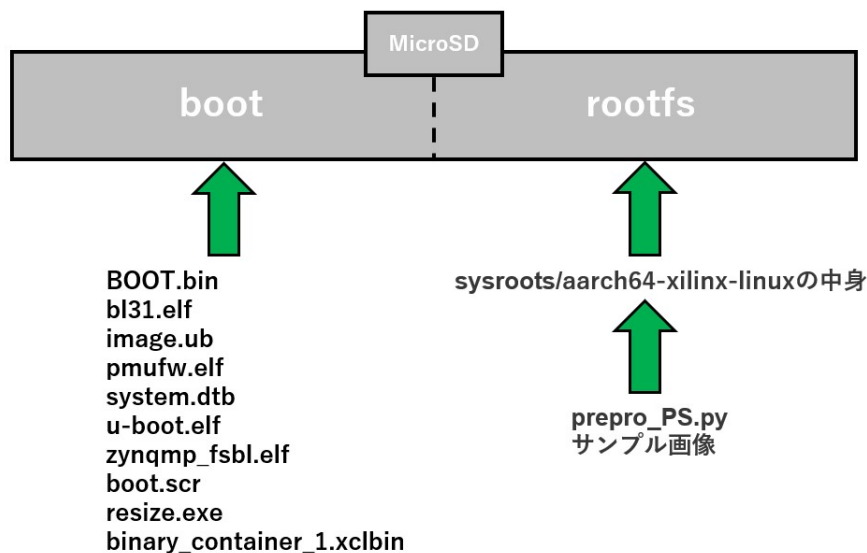 MicroSD
boot
rootfs
BOOT.bin
bl31.elf
image.ub
pmufw.elf
system.dtb
u-boot.elf
zynqmp_fsbl.elf
boot.scr
resize.exe
binary_container_1.xclbin
sysroots/aarch64-xilinx-linuxの中身
prepro_PS.py
サンプル画像